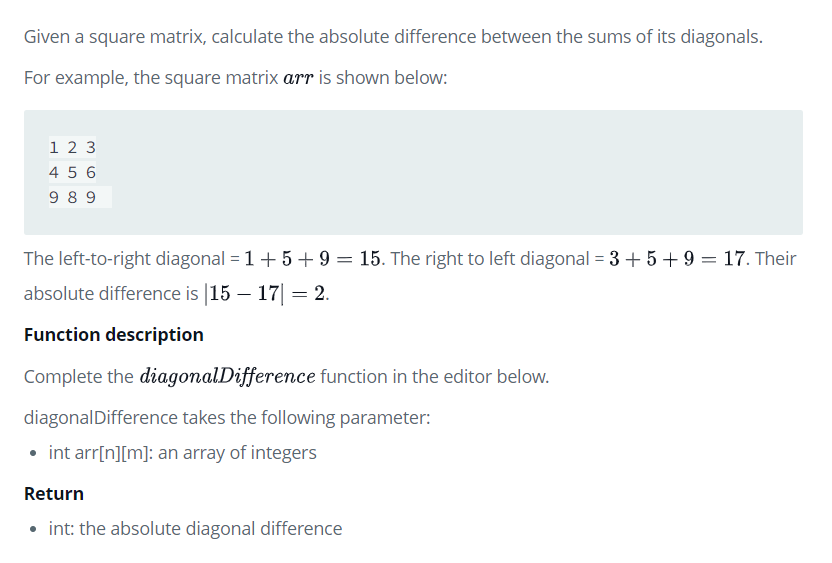 Given a square matrix, calculate the absolute difference between the sums of its diagonals.
For example, the square matrix arr is shown below:
1 2 3
4 5 6
9 8 9
The left-to-right diagonal = 1 + 5 + 9 = 15. The right to left diagonal = 3 + 5 + 9 = 17. Their
absolute difference is |15 − 17| = 2.
Function description
Complete the diagonalDifference function in the editor below.
diagonalDifference takes the following parameter:
• int arr[n][m]: an array of integers
Return
• int: the absolute diagonal difference